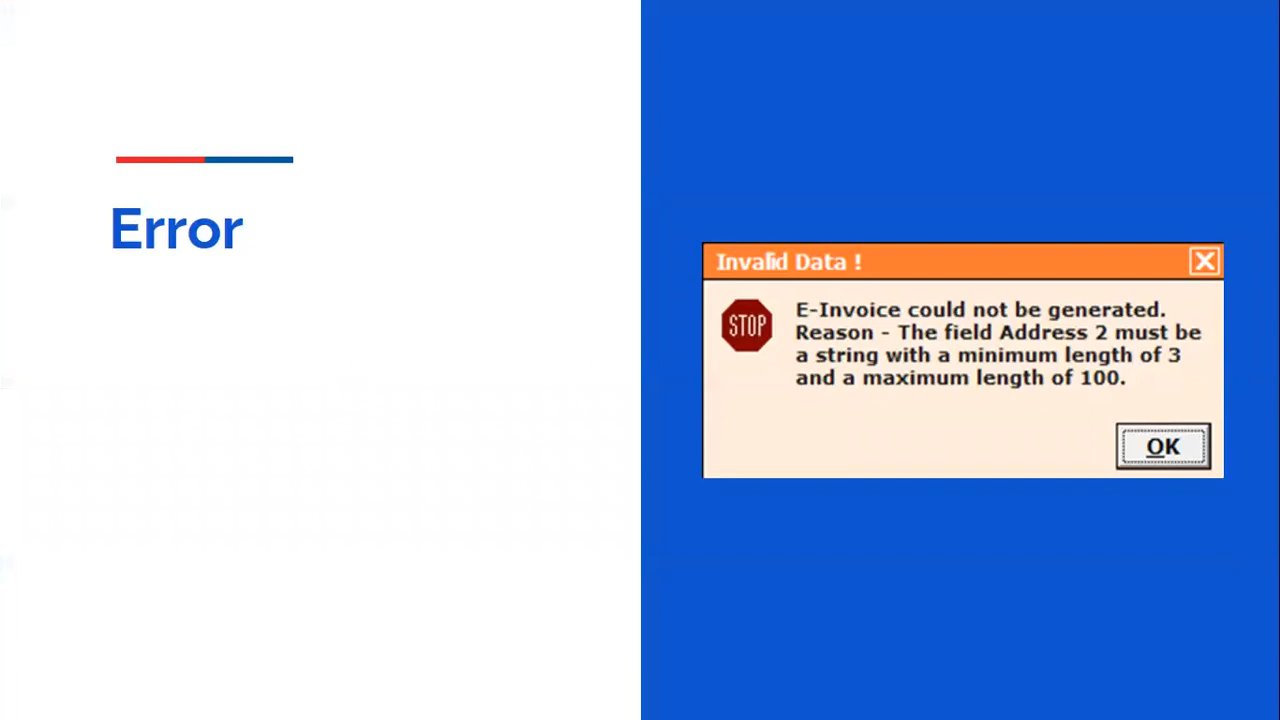 Error
Invalid Data !
STOP
E-Invoice could not be generated.
Reason - The field Address 2 must be
a string with a minimum length of 3
and a maximum length of 100.
OK